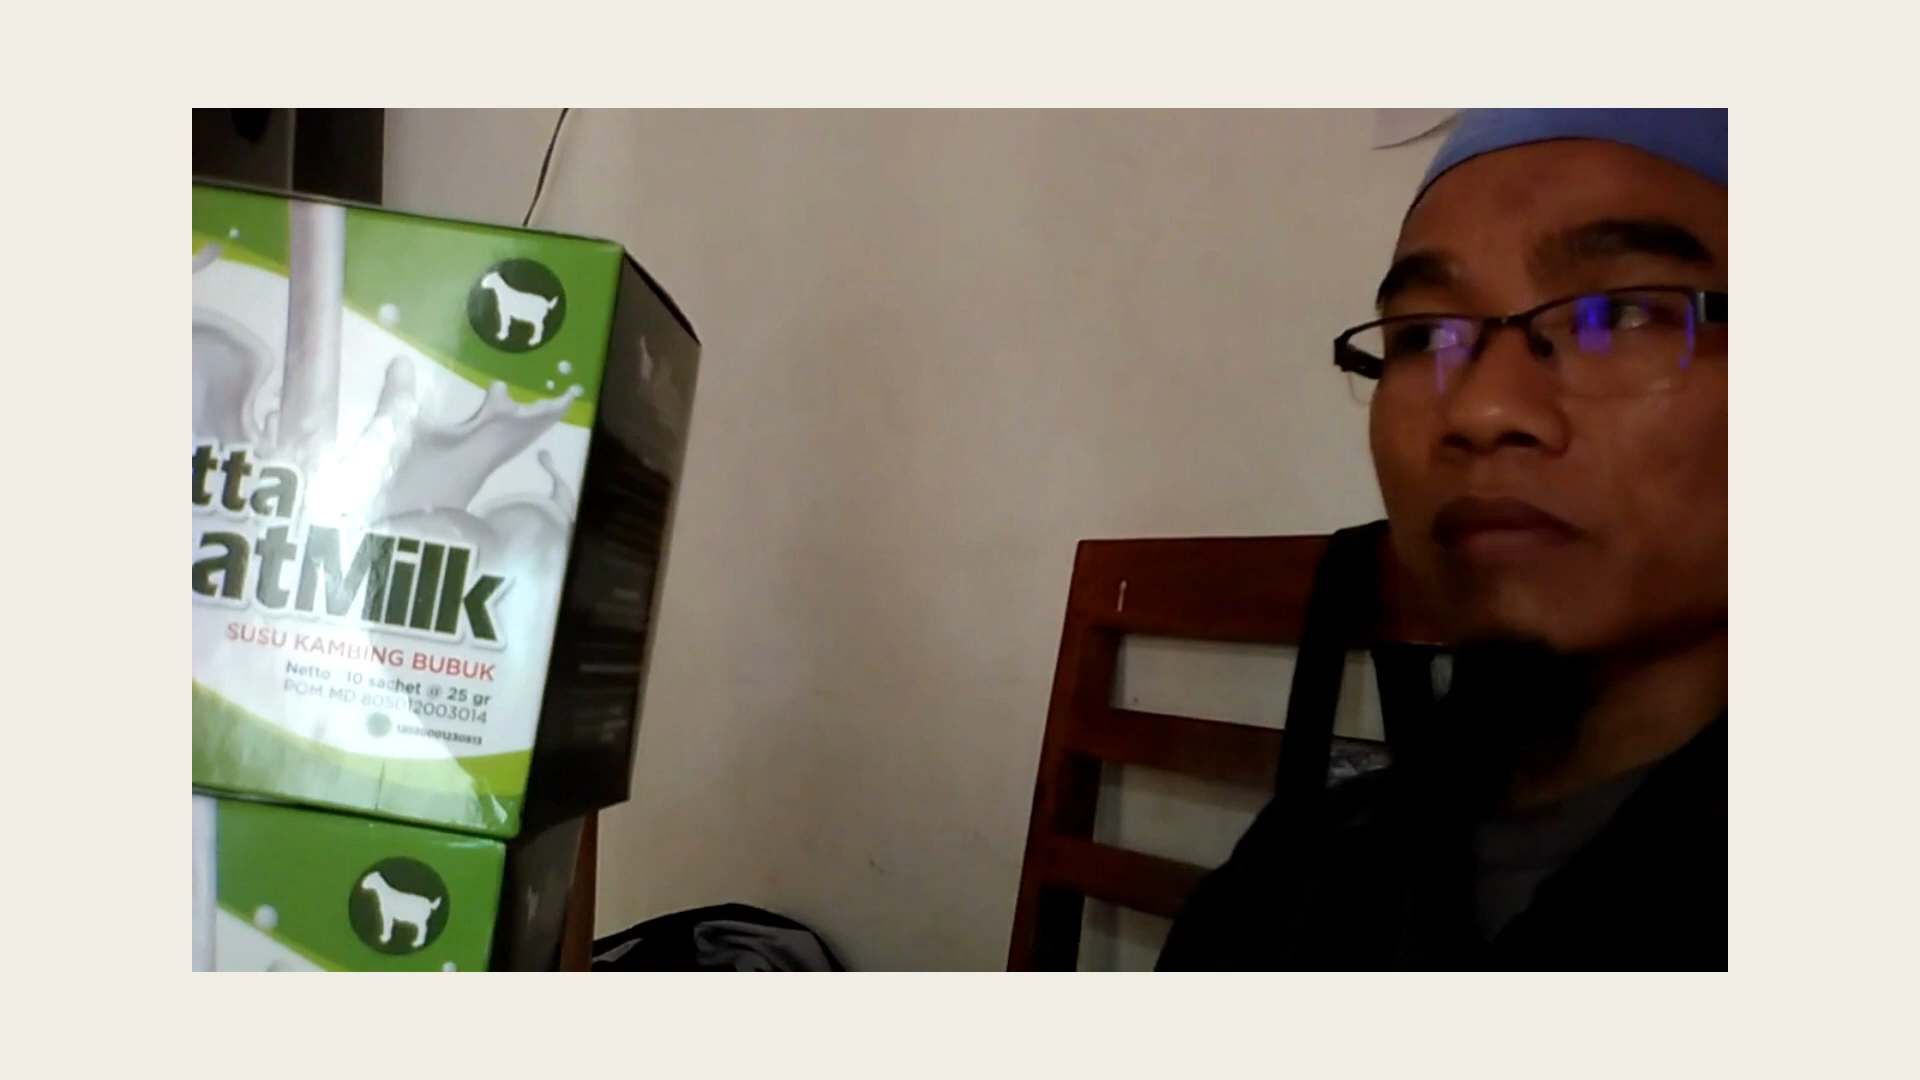 tta
atMilk
SUSU KAMBING BUBUK
Netto 10 sachet @ 25 gr
POM MD 805012003014